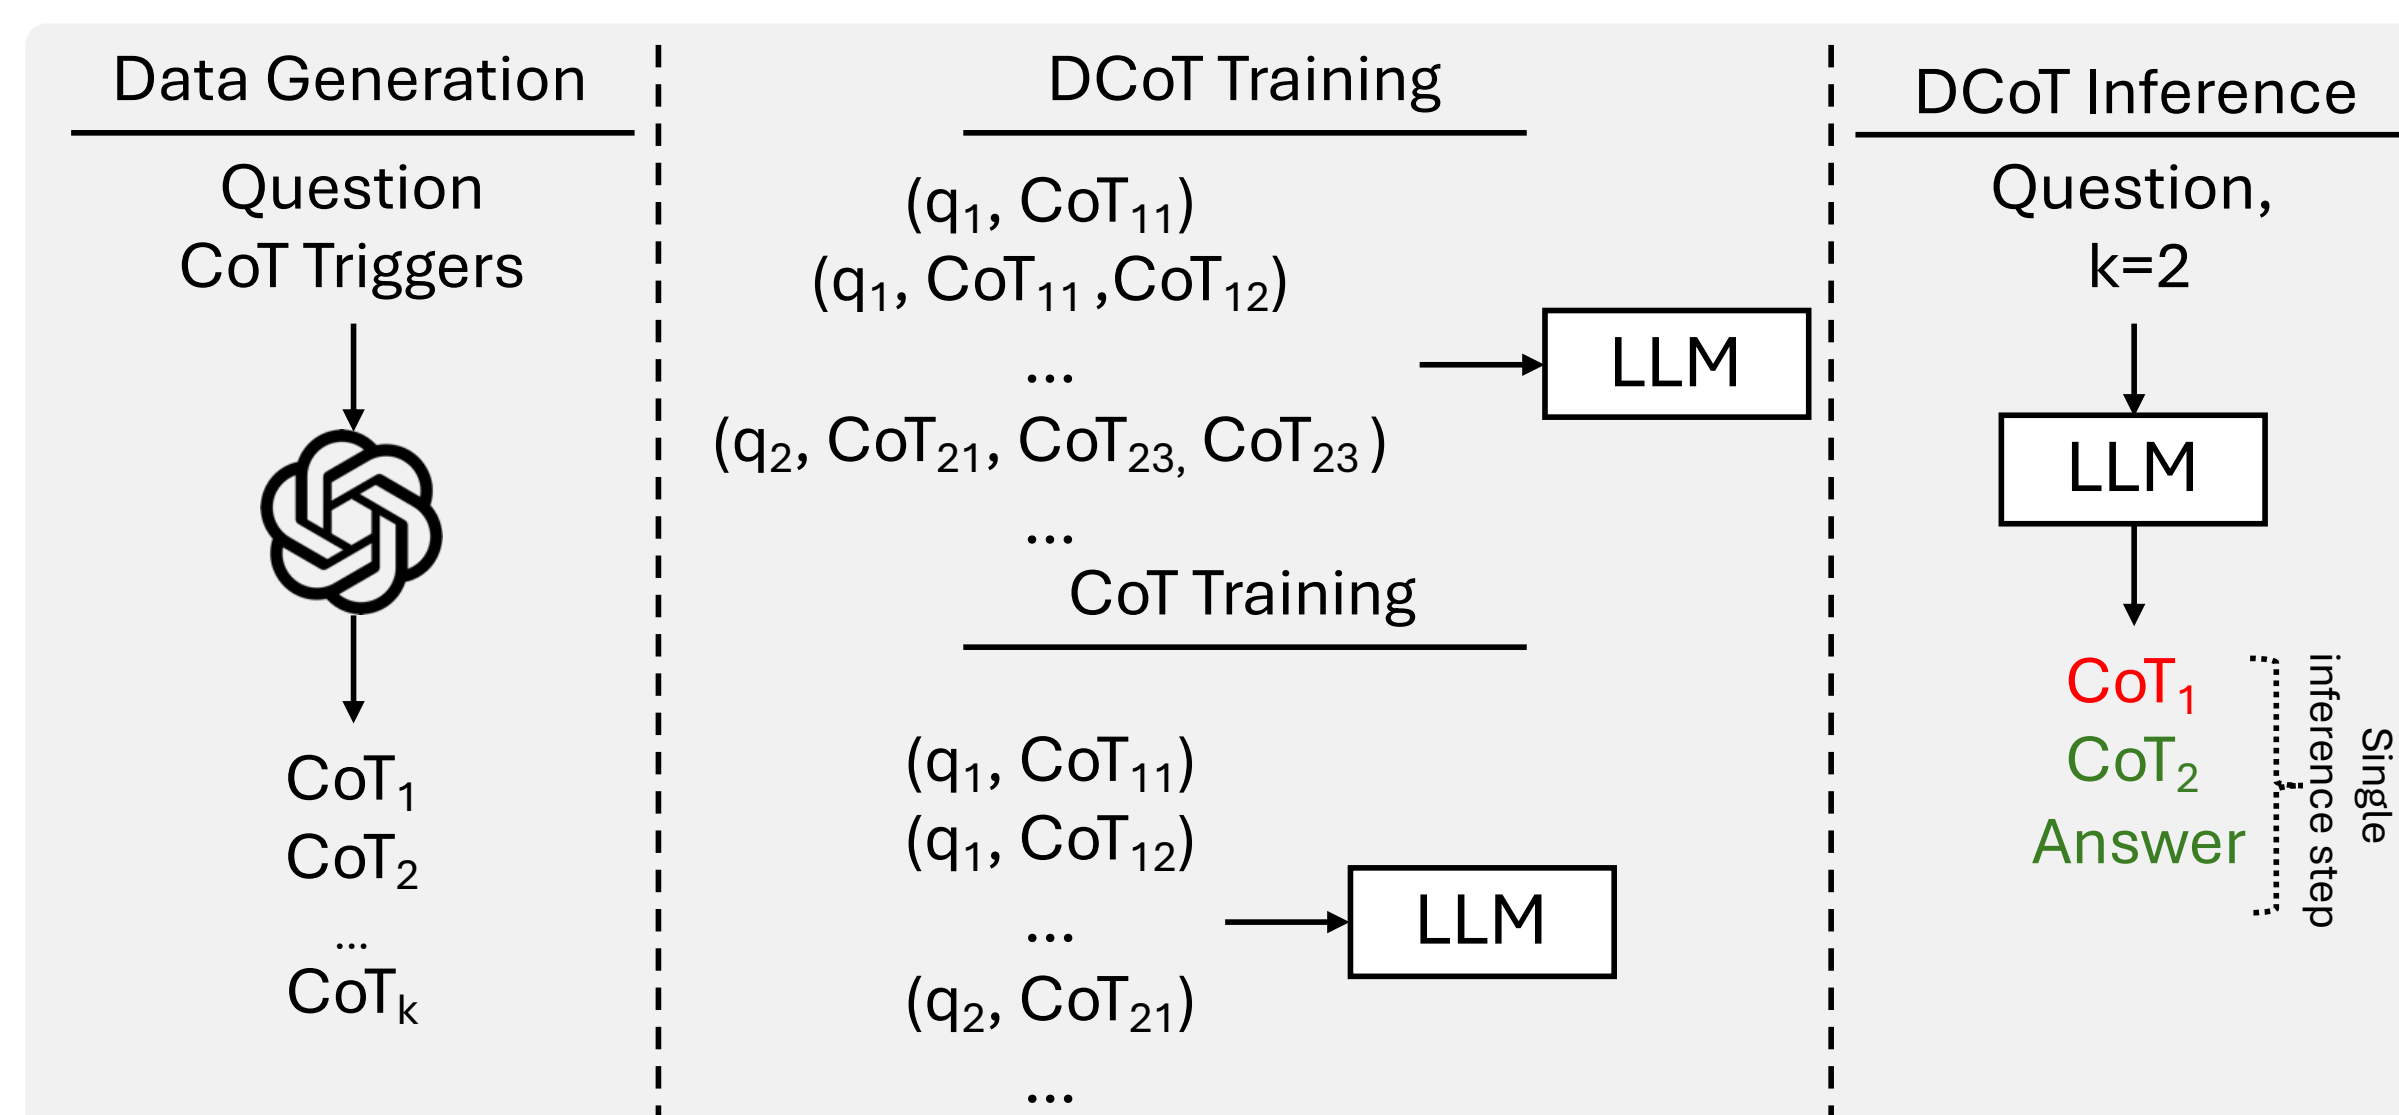 Data Generation
Question
CoT Triggers
CoT₁
CoT₂
...
CoTₖ
DCoT Training
(q₁, CoT₁₁)
(q₁, CoT₁₁ ,CoT₁₂)
...
(q₂, CoT₂₁, CoT₂₃, CoT₂₃ )
...
LLM
CoT Training
(q₁, CoT₁₁)
(q₁, CoT₁₂)
...
(q₂, CoT₂₁)
...
LLM
DCoT Inference
Question,
k=2
LLM
CoT₁
CoT₂
Answer
Single
inference step